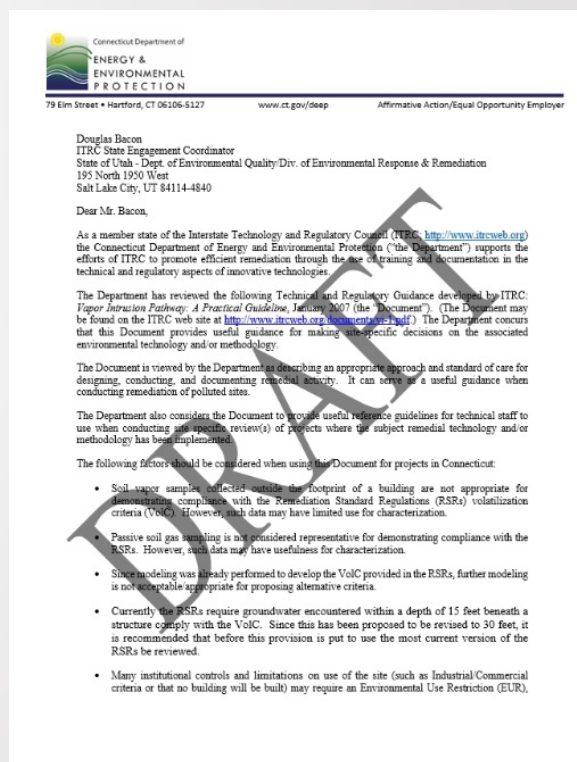 Connecticut Department of
ENERGY &
ENVIRONMENTAL
PROTECTION
79 Elm Street • Hartford, CT 06106-5127 www.ct.gov/deep Affirmative Action/Equal Opportunity Employer
Douglas Bacon
ITRC State Engagement Coordinator
State of Utah - Dept. of Environmental Quality/Div. of Environmental Response & Remediation
195 North 1950 West
Salt Lake City, UT 84114-4840
Dear Mr. Bacon,
As a member state of the Interstate Technology and Regulatory Council (ITRC; http://www.itrcweb.org)
the Connecticut Department of Energy and Environmental Protection ("the Department") supports the
efforts of ITRC to promote efficient remediation through the use of training and documentation in the
technical and regulatory aspects of innovative technologies.
The Department has reviewed the following Technical and Regulatory Guidance developed by ITRC:
Vapor Intrusion Pathway: A Practical Guideline, January 2007 (the "Document"). (The Document may
be found on the ITRC web site at http://www.itrcweb.org/documents/vi-1.pdf.) The Department concurs
that this Document provides useful guidance for making site-specific decisions on the associated
environmental technology and/or methodology.
The Document is viewed by the Department as describing an appropriate approach and standard of care for
designing, conducting, and documenting remedial activity. It can serve as a useful guidance when
conducting remediation of polluted sites.
The Department also considers the Document to provide useful reference guidelines for technical staff to
use when conducting site specific review(s) of projects where the subject remedial technology and/or
methodology has been implemented.
The following factors should be considered when using this Document for projects in Connecticut:
• Soil vapor samples collected outside the footprint of a building are not appropriate for
demonstrating compliance with the Remediation Standard Regulations (RSRs) volatilization
criteria (VolC). However, such data may have limited use for characterization.
• Passive soil gas sampling is not considered representative for demonstrating compliance with the
RSRs. However, such data may have usefulness for characterization.
• Since modeling was already performed to develop the VolC provided in the RSRs, further modeling
is not acceptable/appropriate for proposing alternative criteria.
• Currently the RSRs require groundwater encountered within a depth of 15 feet beneath a
structure comply with the VolC. Since this has been proposed to be revised to 30 feet, it
is recommended that before this provision is put to use the most current version of the
RSRs be reviewed.
• Many institutional controls and limitations on use of the site (such as Industrial/Commercial
criteria or that no building will be built) may require an Environmental Use Restriction (EUR),
DRAFT